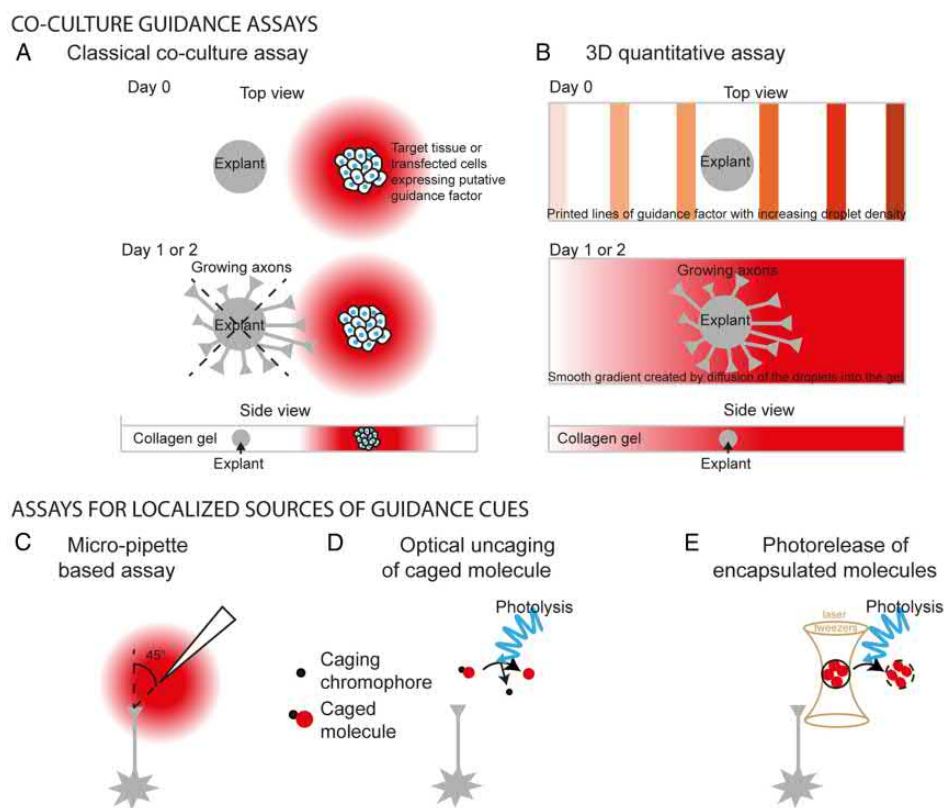 CO-CULTURE GUIDANCE ASSAYS
A Classical co-culture assay
Day 0
Top view
Explant
Target tissue or
transfected cells
expressing putative
guidance factor
Day 1 or 2
Growing axons
Explant
Side view
Collagen gel
Explant
B 3D quantitative assay
Day 0
Top view
Explant
Printed lines of guidance factor with increasing droplet density
Day 1 or 2
Growing axons
Explant
Smooth gradient created by diffusion of the droplets into the gel
Side view
Collagen gel
Explant
ASSAYS FOR LOCALIZED SOURCES OF GUIDANCE CUES
C Micro-pipette
based assay
45°
D Optical uncaging
of caged molecule
Photolysis
Caging
chromophore
Caged
molecule
E Photorelease of
encapsulated molecules
laser
tweezers
Photolysis